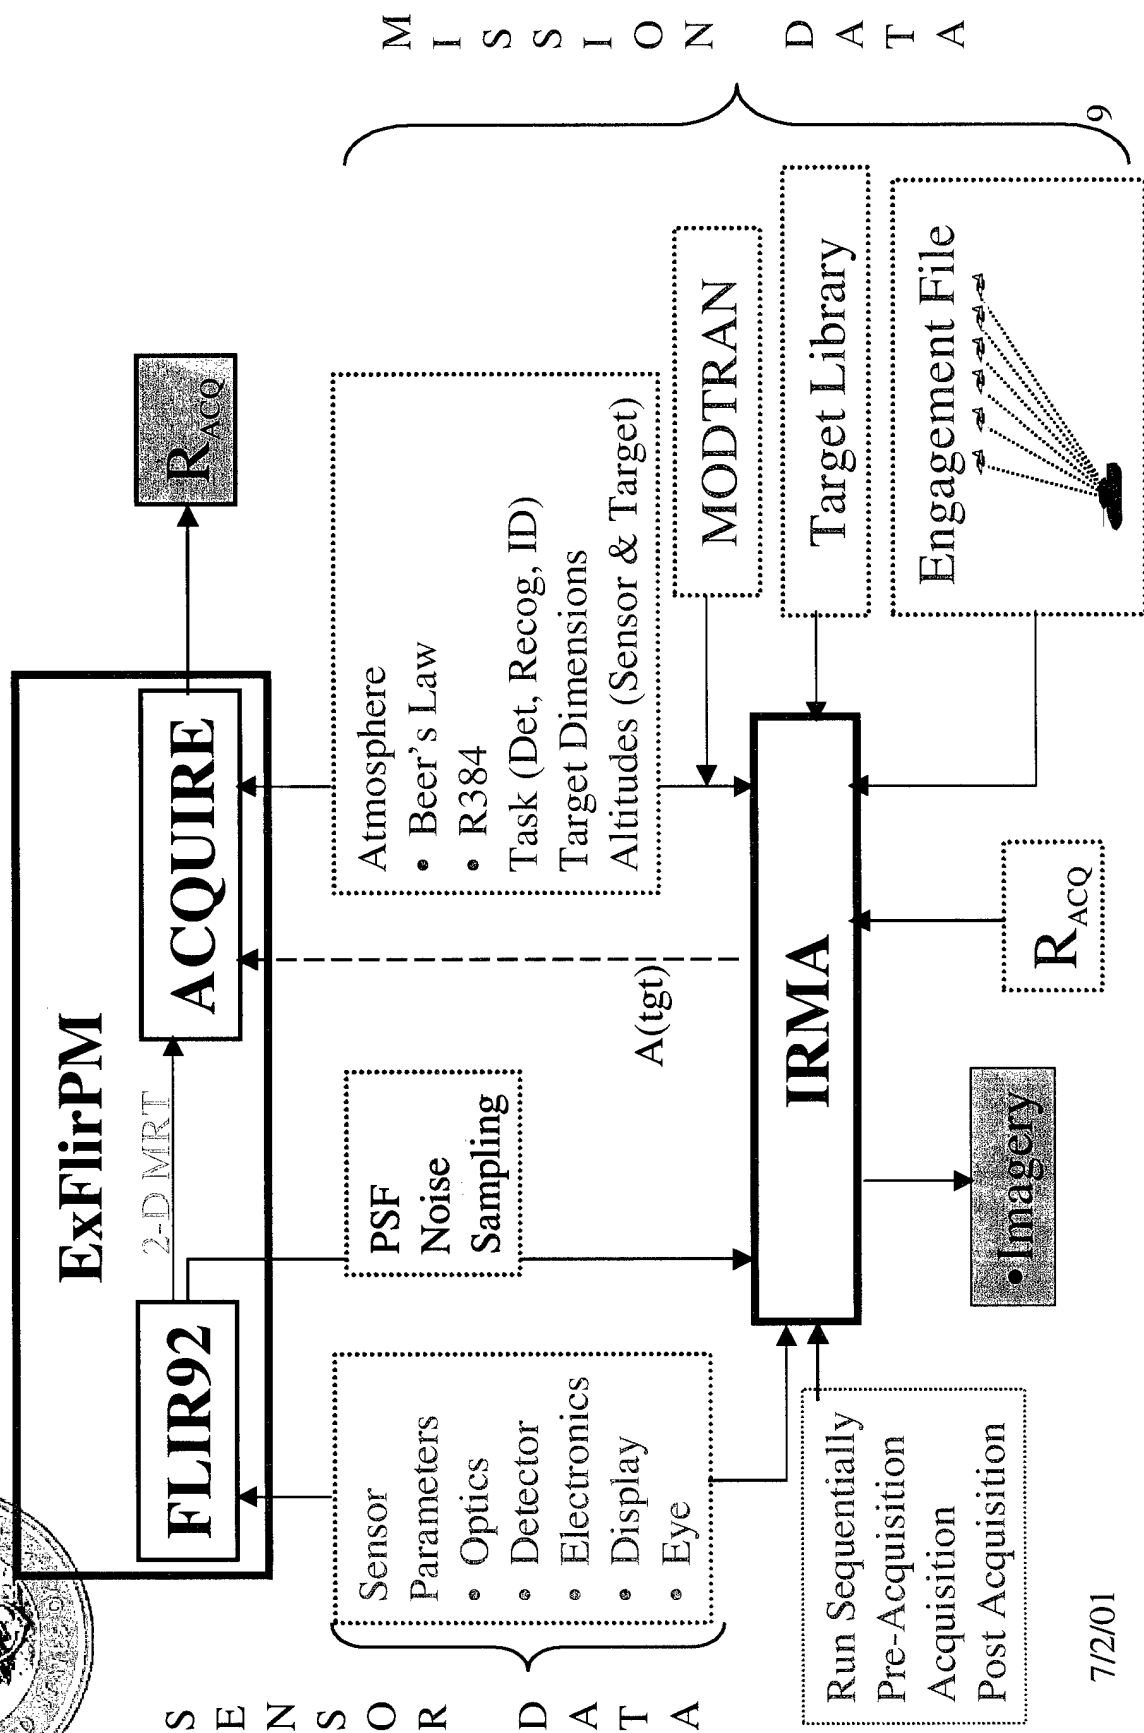 ExFlirPM
FLIR92
2-D MRT
ACQUIRE
R ACQ
SENSOR DATA
Sensor
Parameters
• Optics
• Detector
• Electronics
• Display
• Eye
PSF
Noise
Sampling
A(tgt)
Atmosphere
• Beer's Law
• R384
Task (Det, Recog, ID)
Target Dimensions
Altitudes (Sensor & Target)
MISSION DATA
MODTRAN
Target Library
Engagement File
IRMA
Run Sequentially
Pre-Acquisition
Acquisition
Post Acquisition
• Imagery
R ACQ
7/2/01
9